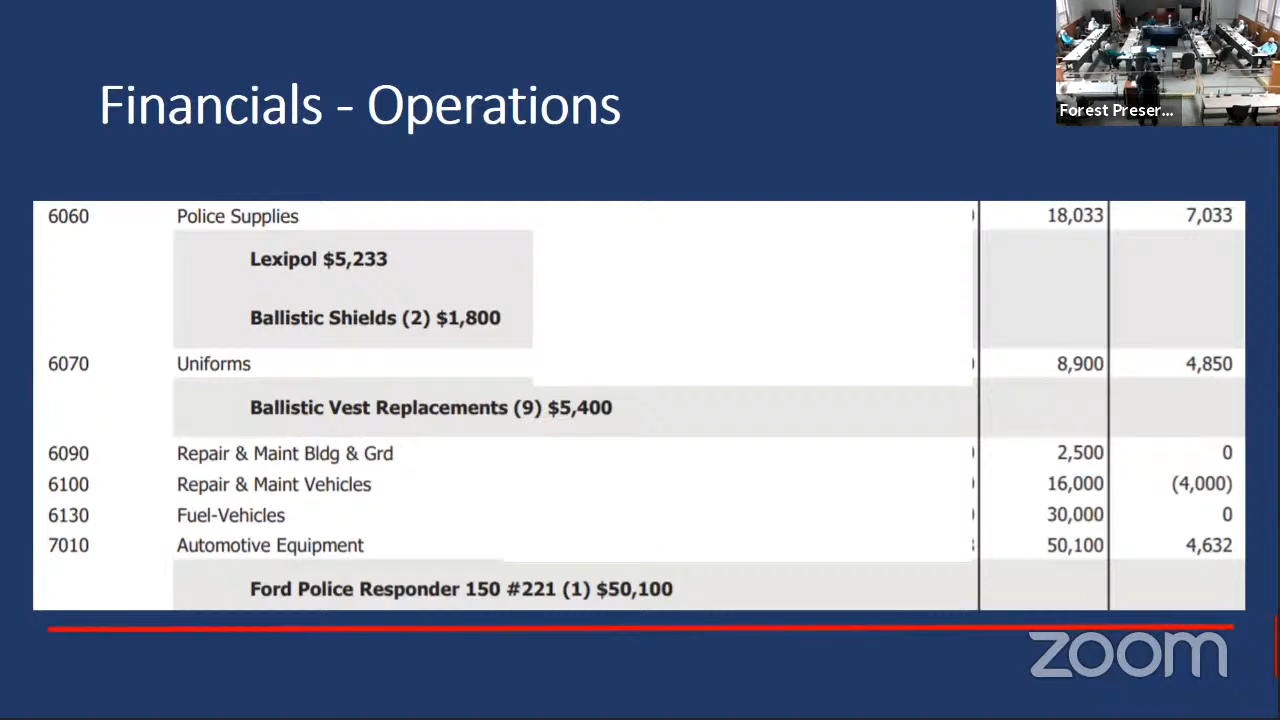 Forest Preser...
Financials - Operations
6060 Police Supplies 18,033 7,033
Lexipol $5,233
Ballistic Shields (2) $1,800
6070 Uniforms 8,900 4,850
Ballistic Vest Replacements (9) $5,400
6090 Repair & Maint Bldg & Grd 2,500 0
6100 Repair & Maint Vehicles 16,000 (4,000)
6130 Fuel-Vehicles 30,000 0
7010 Automotive Equipment 50,100 4,632
Ford Police Responder 150 #221 (1) $50,100
zoom